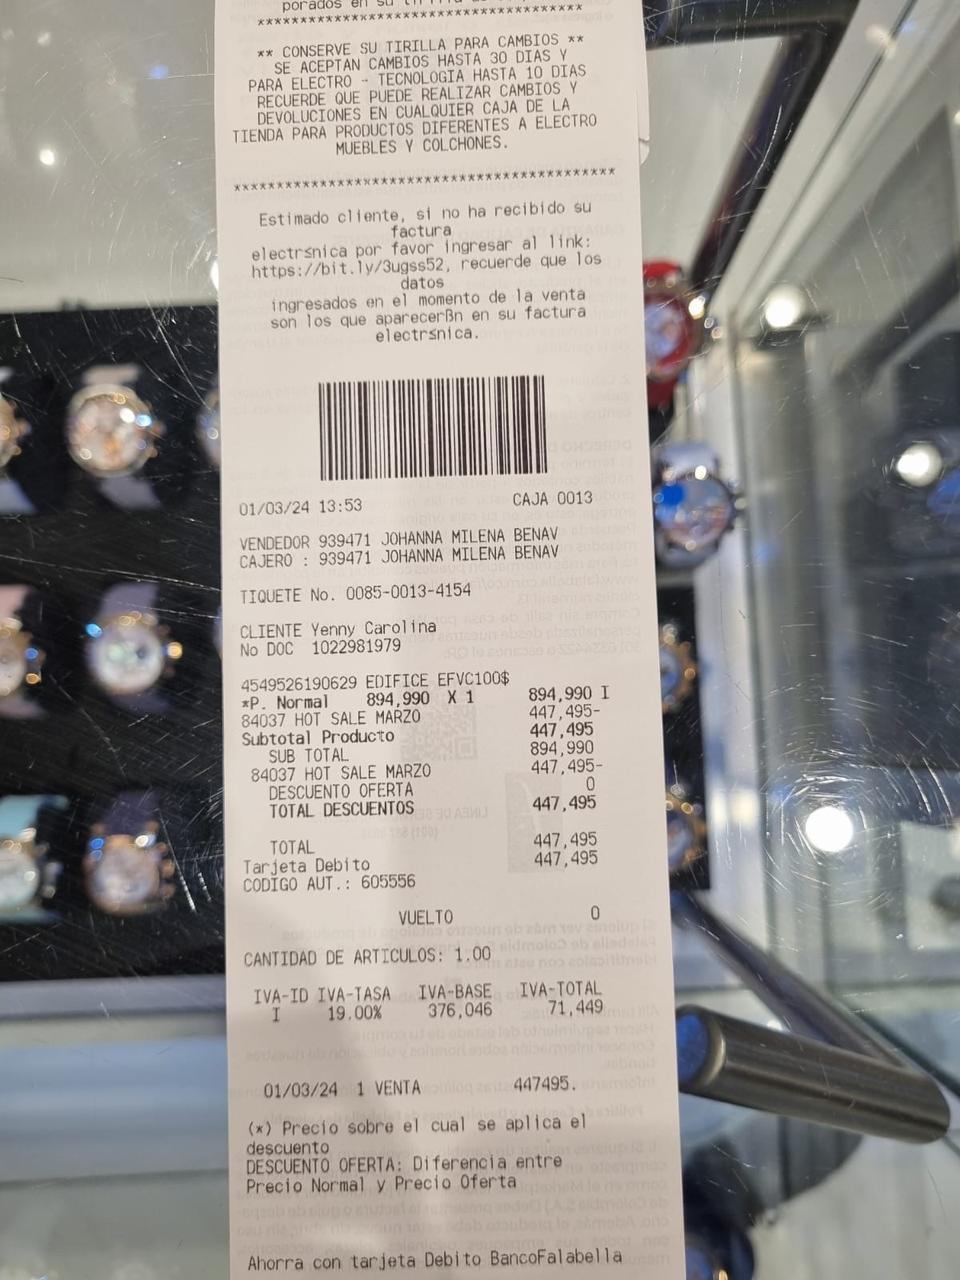 porados en su
******************************************
** CONSERVE SU TIRILLA PARA CAMBIOS **
SE ACEPTAN CAMBIOS HASTA 30 DIAS Y
PARA ELECTRO - TECNOLOGIA HASTA 10 DIAS
RECUERDE QUE PUEDE REALIZAR CAMBIOS Y
DEVOLUCIONES EN CUALQUIER CAJA DE LA
TIENDA PARA PRODUCTOS DIFERENTES A ELECTRO
MUEBLES Y COLCHONES.
******************************************
Estimado cliente, si no ha recibido su
factura
electr≤nica por favor ingresar al link:
https://bit.ly/3ugss52, recuerde que los
datos
ingresados en el momento de la venta
son los que aparecerßn en su factura
electr≤nica.
01/03/24 13:53 CAJA 0013
VENDEDOR 939471 JOHANNA MILENA BENAV
CAJERO : 939471 JOHANNA MILENA BENAV
TIQUETE No. 0085-0013-4154
CLIENTE Yenny Carolina
No DOC 1022981979
4549526190629 EDIFICE EFVC100$
*P. Normal 894,990 X 1 894,990 I
84037 HOT SALE MARZO 447,495-
Subtotal Producto 447,495
SUB TOTAL 894,990
84037 HOT SALE MARZO 447,495-
DESCUENTO OFERTA 0
TOTAL DESCUENTOS 447,495
TOTAL 447,495
Tarjeta Debito 447,495
CODIGO AUT.: 605556
VUELTO 0
CANTIDAD DE ARTICULOS: 1.00
IVA-ID IVA-TASA IVA-BASE IVA-TOTAL
I 19.00% 376,046 71,449
01/03/24 1 VENTA 447495.
(*) Precio sobre el cual se aplica el
descuento
DESCUENTO OFERTA: Diferencia entre
Precio Normal y Precio Oferta
Ahorra con tarjeta Debito BancoFalabella